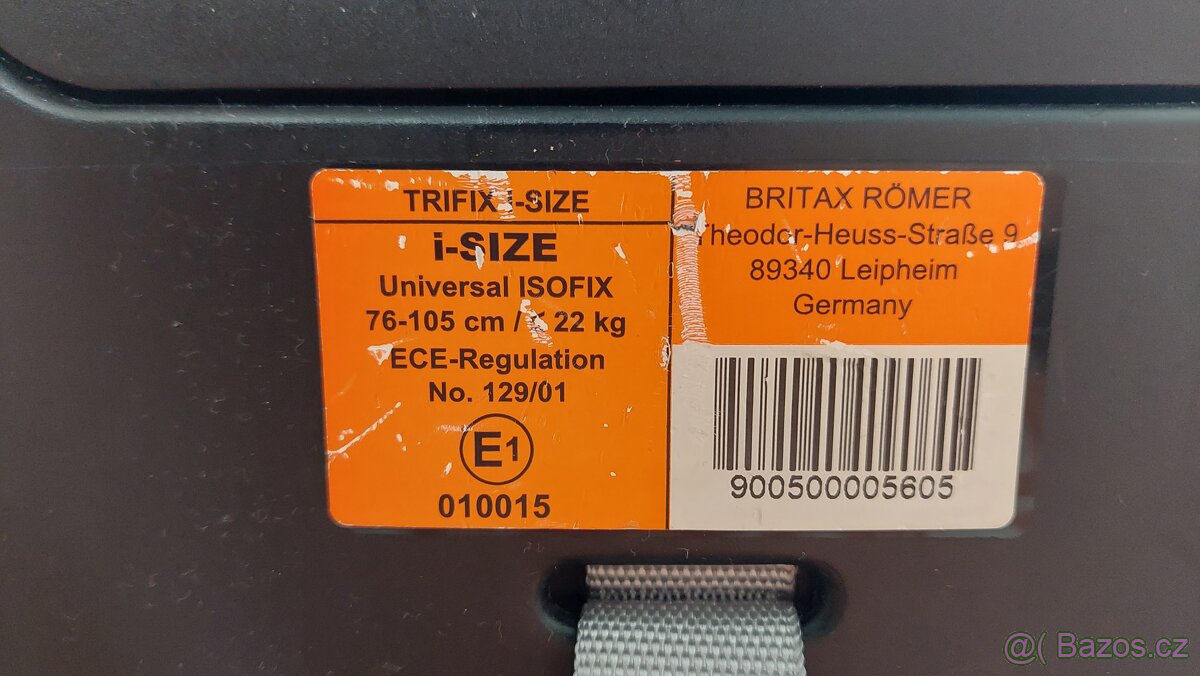 TRIFIX i-SIZE
i-SIZE
Universal ISOFIX
76-105 cm / 22 kg
ECE-Regulation
No. 129/01
E1
010015
BRITAX RÖMER
Theodor-Heuss-Straße 9
89340 Leipheim
Germany
900500005605
@( Bazos.cz